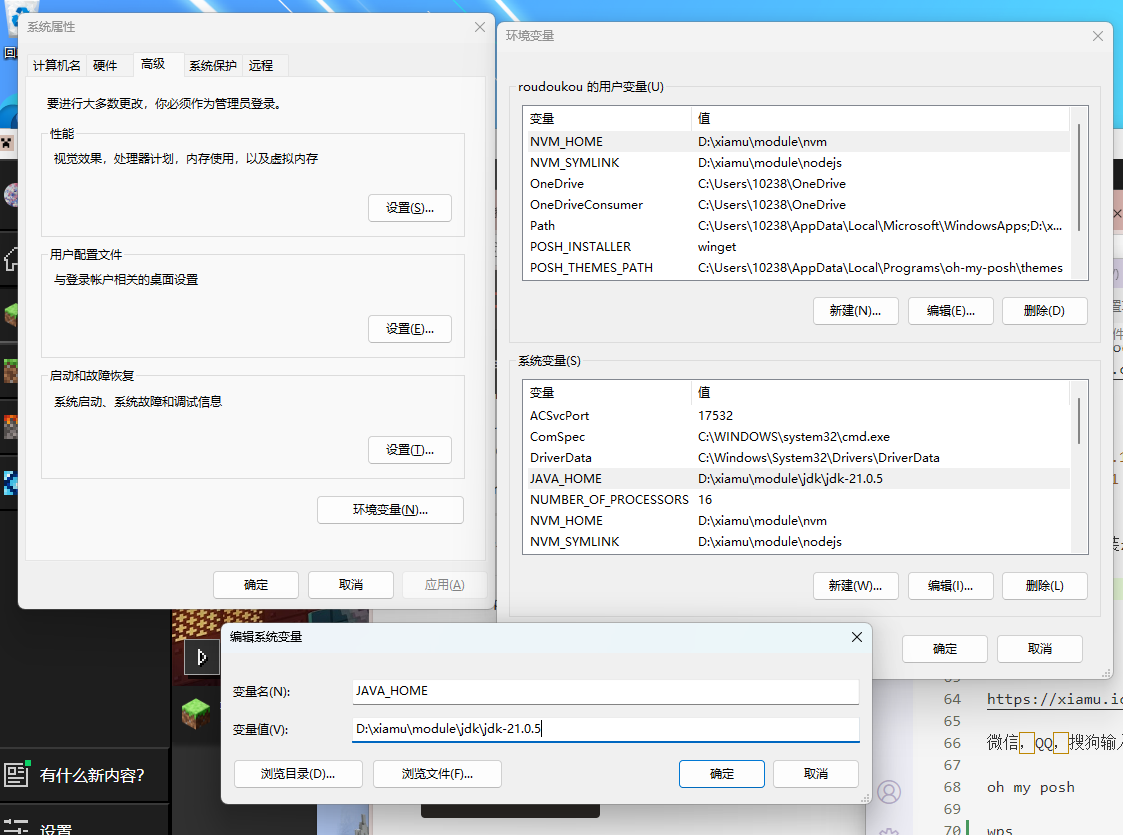 系统属性
计算机名 硬件 高级 系统保护 远程
要进行大多数更改，你必须作为管理员登录。
性能
视觉效果，处理器计划，内存使用，以及虚拟内存
设置(S)...
用户配置文件
与登录帐户相关的桌面设置
设置(E)...
启动和故障恢复
系统启动、系统故障和调试信息
设置(T)...
环境变量(N)...
确定 取消 应用(A)
环境变量
roudoukou 的用户变量(U)
变量 值
NVM_HOME D:\xiamu\module\nvm
NVM_SYMLINK D:\xiamu\module\nodejs
OneDrive C:\Users\10238\OneDrive
OneDriveConsumer C:\Users\10238\OneDrive
Path C:\Users\10238\AppData\Local\Microsoft\WindowsApps;D:\x...
POSH_INSTALLER winget
POSH_THEMES_PATH C:\Users\10238\AppData\Local\Programs\oh-my-posh\themes
新建(N)... 编辑(E)... 删除(D)
系统变量(S)
变量 值
ACSvcPort 17532
ComSpec C:\WINDOWS\system32\cmd.exe
DriverData C:\Windows\System32\Drivers\DriverData
JAVA_HOME D:\xiamu\module\jdk\jdk-21.0.5
NUMBER_OF_PROCESSORS 16
NVM_HOME D:\xiamu\module\nvm
NVM_SYMLINK D:\xiamu\module\nodejs
新建(W)... 编辑(I)... 删除(L)
确定 取消
编辑系统变量
变量名(N): JAVA_HOME
变量值(V): D:\xiamu\module\jdk\jdk-21.0.5
浏览目录(D)... 浏览文件(F)... 确定 取消
有什么新内容?
设置
64 https://xiamu.i
65
66 微信，QQ，搜狗输
67
68 oh my posh
69
70 wps